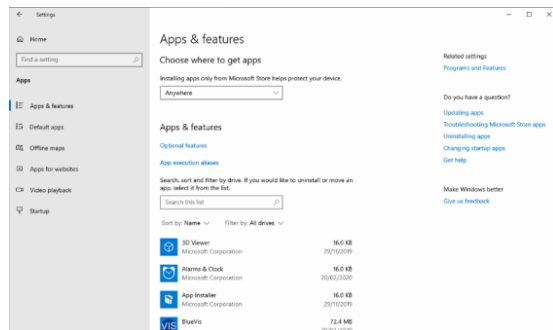 Settings
Home
Find a setting
Apps
Apps & features
Default apps
Offline maps
Apps for websites
Video playback
Startup
Apps & features
Choose where to get apps
Installing apps only from Microsoft Store helps protect your device.
Anywhere
Apps & features
Optional features
App execution aliases
Search, sort and filter by drive. If you would like to uninstall or move an
app, select it from the list.
Search this list
Sort by: Name Filter by: All drives
3D Viewer 16.0 KB
Microsoft Corporation 29/11/2019
Alarms & Clock 16.0 KB
Microsoft Corporation 20/02/2020
App Installer 16.0 KB
Microsoft Corporation 29/11/2019
VIS BlueVis 72.4 MB
Related settings
Programs and Features
Do you have a question?
Updating apps
Troubleshooting Microsoft Store apps
Uninstalling apps
Changing startup apps
Get help
Make Windows better
Give us feedback